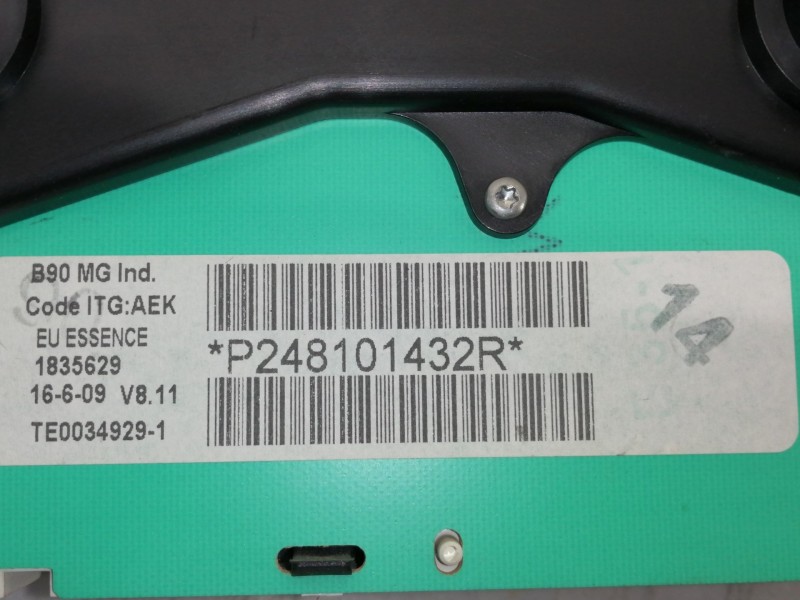 B90 MG Ind.
Code ITG:AEK
EU ESSENCE
1835629
16-6-09 V8.11
TE0034929-1
*P248101432R*
14